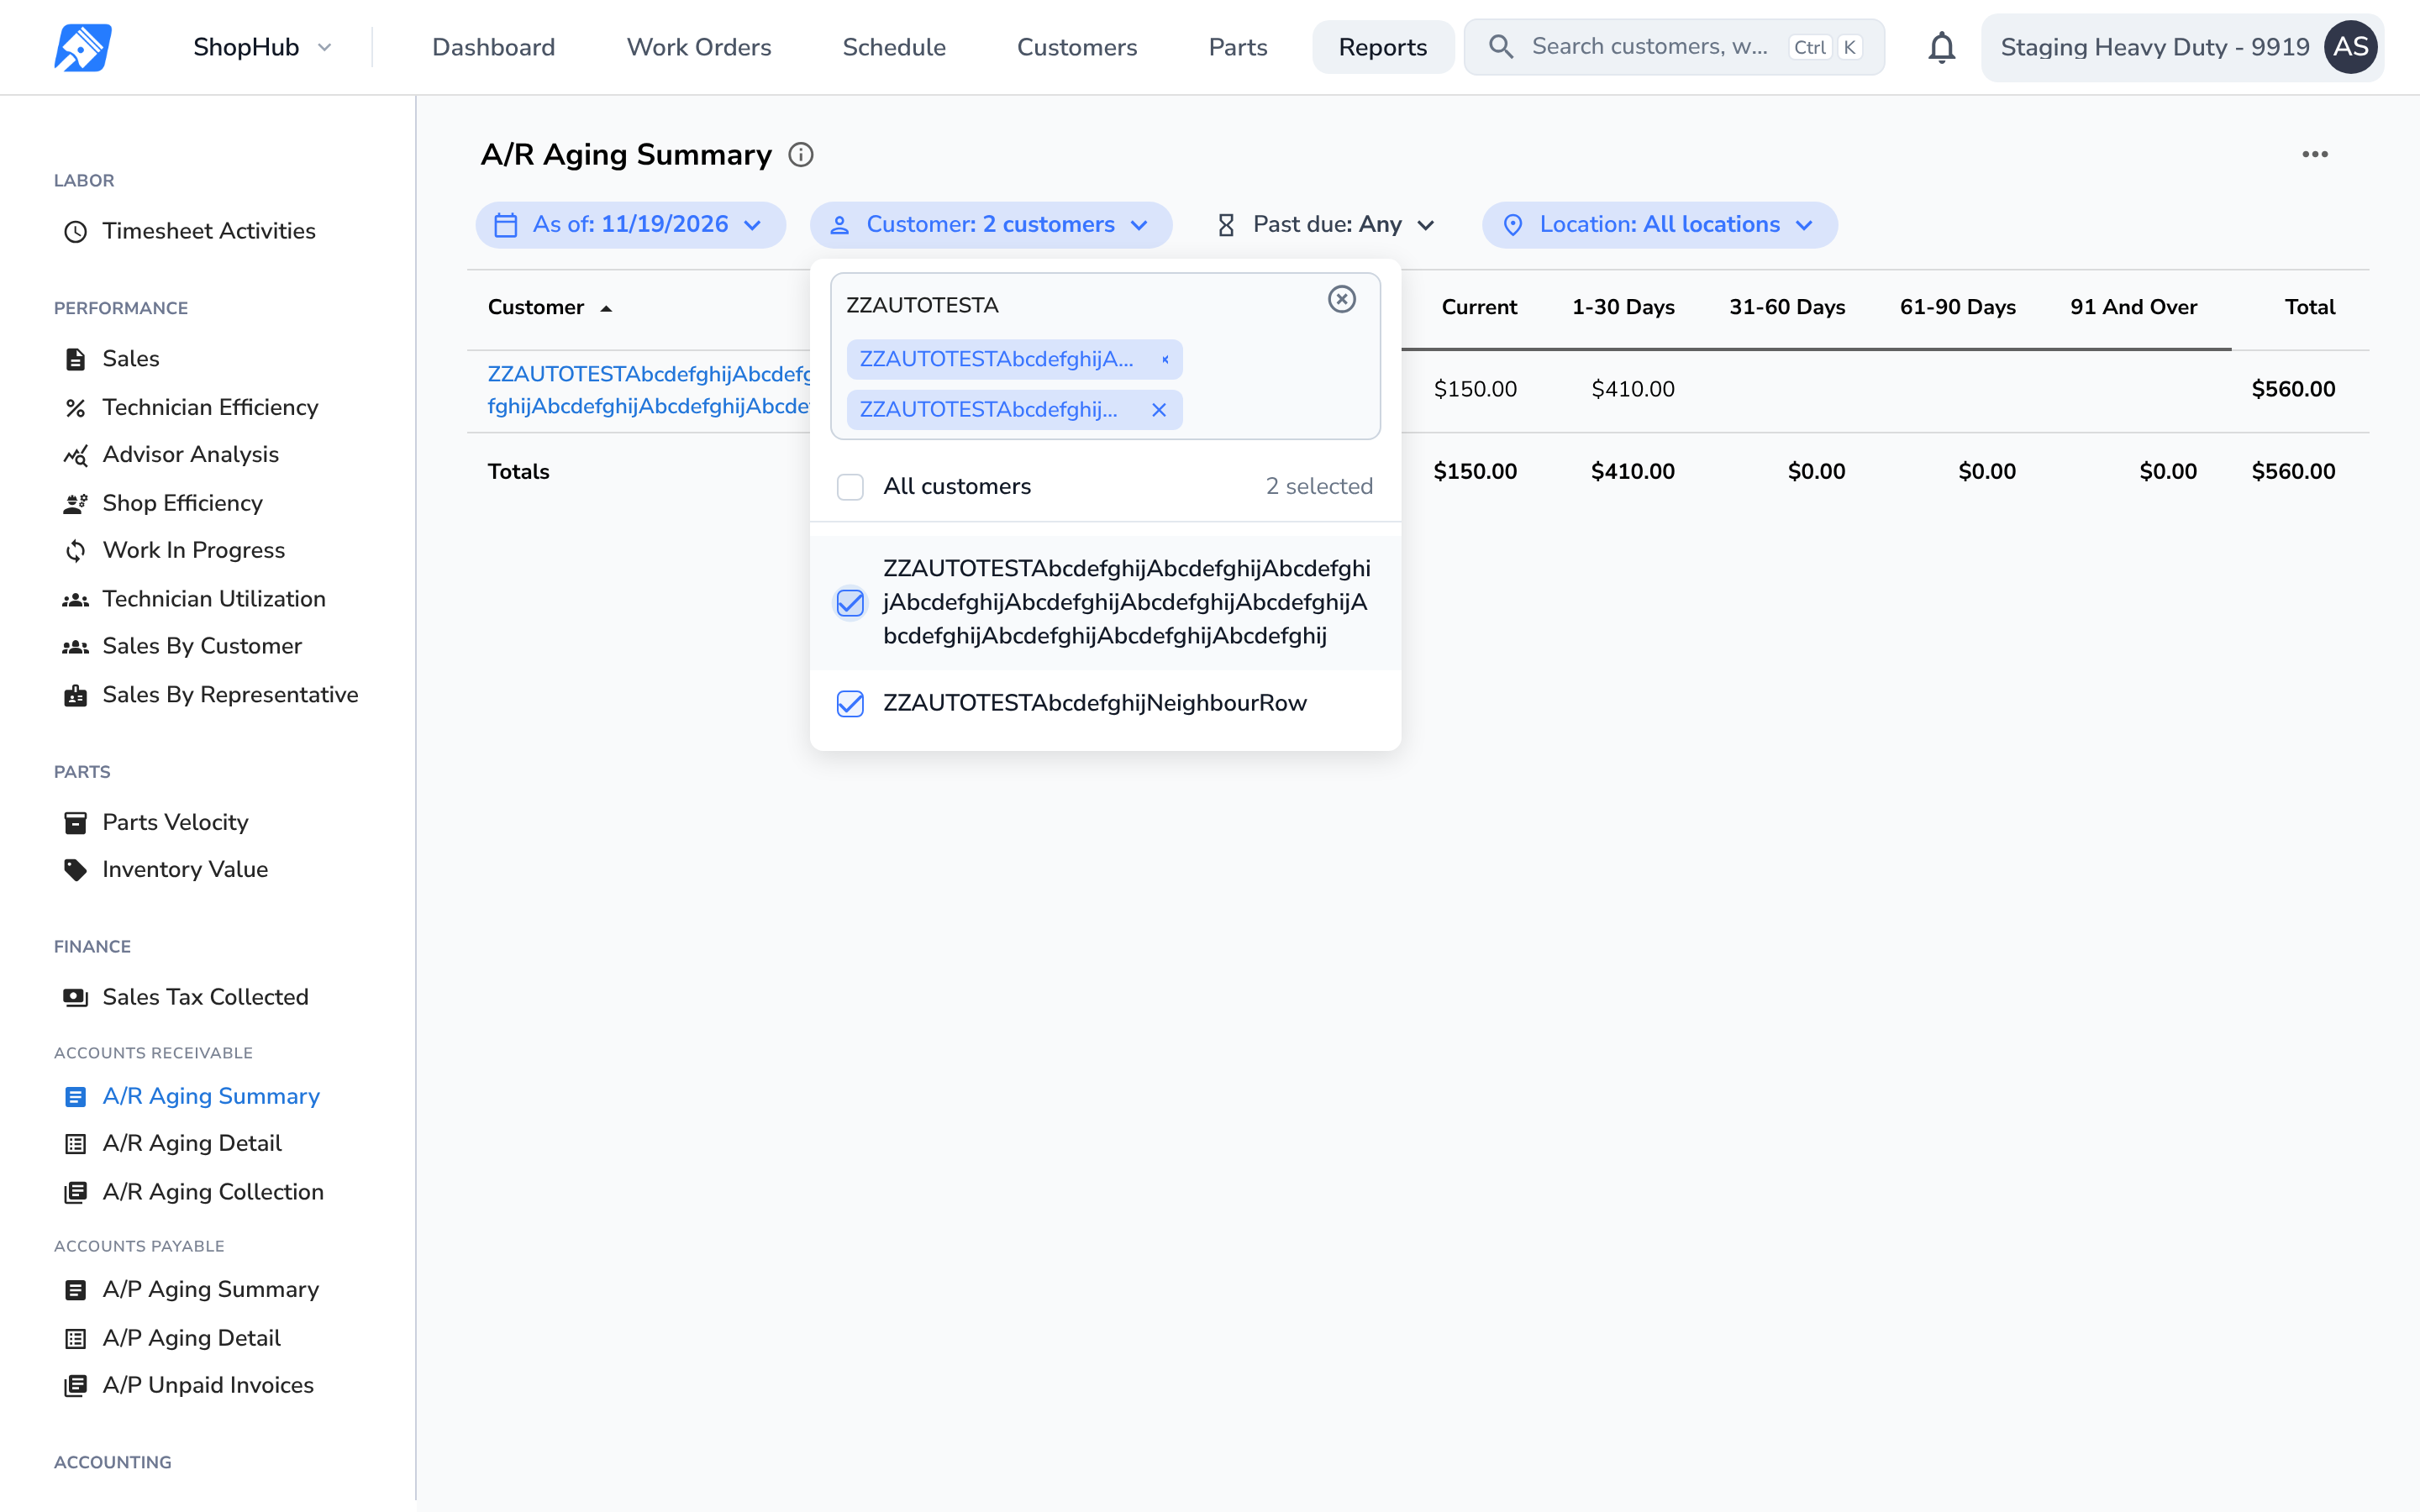 ShopHub
Dashboard
Work Orders
Schedule
Customers
Parts
Reports
Search customers, w...
Ctrl K
Staging Heavy Duty - 9919
AS
LABOR
Timesheet Activities
PERFORMANCE
Sales
Technician Efficiency
Advisor Analysis
Shop Efficiency
Work In Progress
Technician Utilization
Sales By Customer
Sales By Representative
PARTS
Parts Velocity
Inventory Value
FINANCE
Sales Tax Collected
ACCOUNTS RECEIVABLE
A/R Aging Summary
A/R Aging Detail
A/R Aging Collection
ACCOUNTS PAYABLE
A/P Aging Summary
A/P Aging Detail
A/P Unpaid Invoices
ACCOUNTING
A/R Aging Summary
As of: 11/19/2026
Customer: 2 customers
Past due: Any
Location: All locations
Customer
Current
1-30 Days
31-60 Days
61-90 Days
91 And Over
Total
ZZAUTOTESTAbcdefghijAbcdefg
fghijAbcdefghijAbcdefghijAbcde
$150.00
$410.00
$560.00
Totals
$150.00
$410.00
$0.00
$0.00
$0.00
$560.00
ZZAUTOTESTA
ZZAUTOTESTAbcdefghijA...
ZZAUTOTESTAbcdefghij...
All customers
2 selected
ZZAUTOTESTAbcdefghijAbcdefghijAbcdefghi
jAbcdefghijAbcdefghijAbcdefghijAbcdefghijA
bcdefghijAbcdefghijAbcdefghijAbcdefghij
ZZAUTOTESTAbcdefghijNeighbourRow